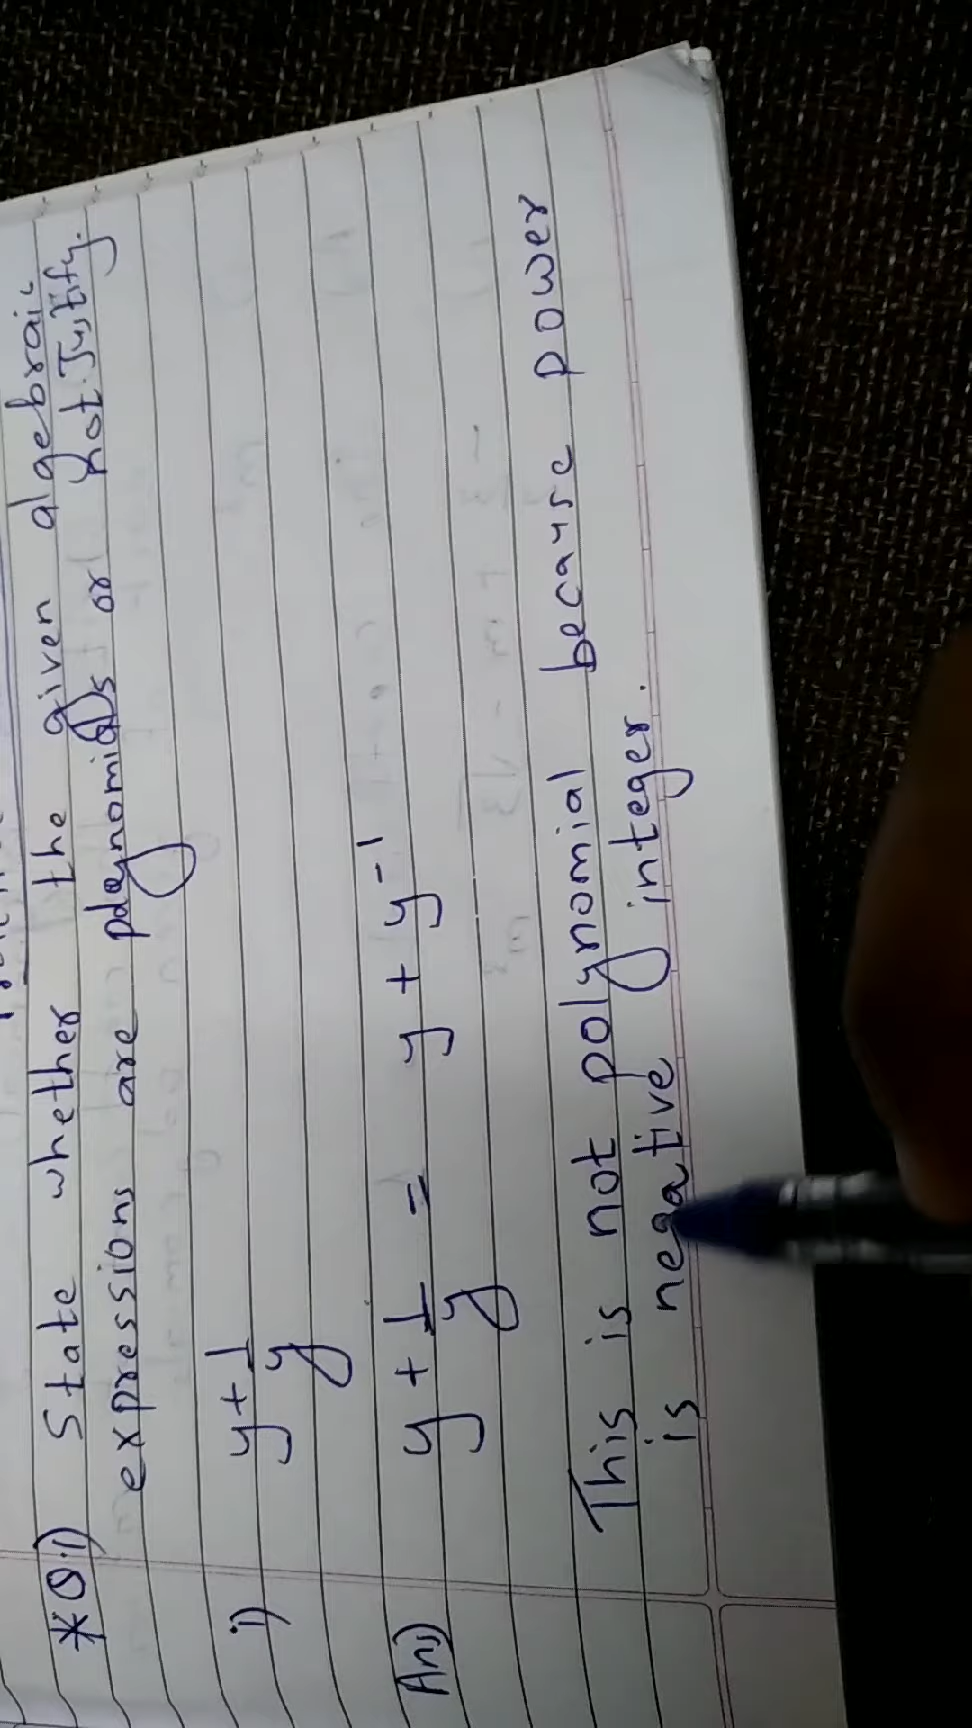 *Q.1) State whether the given algebraic
expressions are polynomials or not. Justify.
i) y + 1/y
Ans) y + 1/y = y + y⁻¹
This is not polynomial because power
is negative integer.